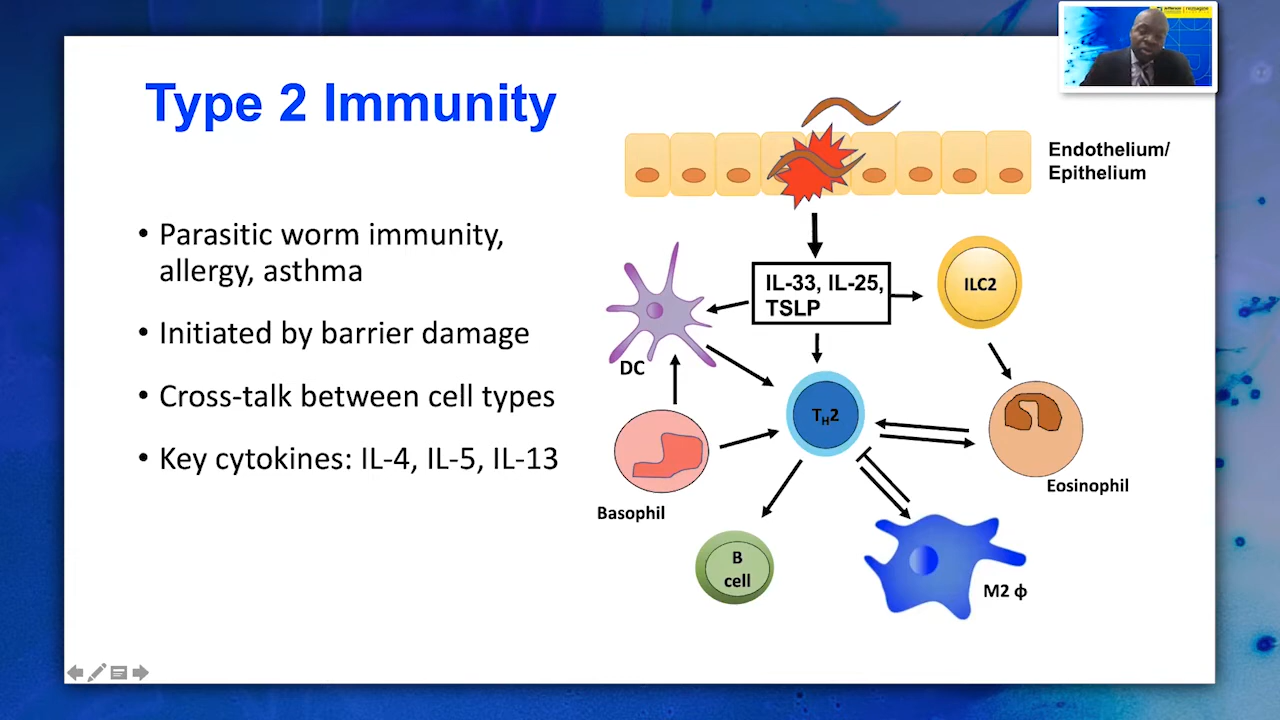 Type 2 Immunity
• Parasitic worm immunity,
allergy, asthma
• Initiated by barrier damage
• Cross-talk between cell types
• Key cytokines: IL-4, IL-5, IL-13
Endothelium/
Epithelium
IL-33, IL-25,
TSLP
ILC2
DC
TH2
Eosinophil
Basophil
B
cell
M2 ϕ